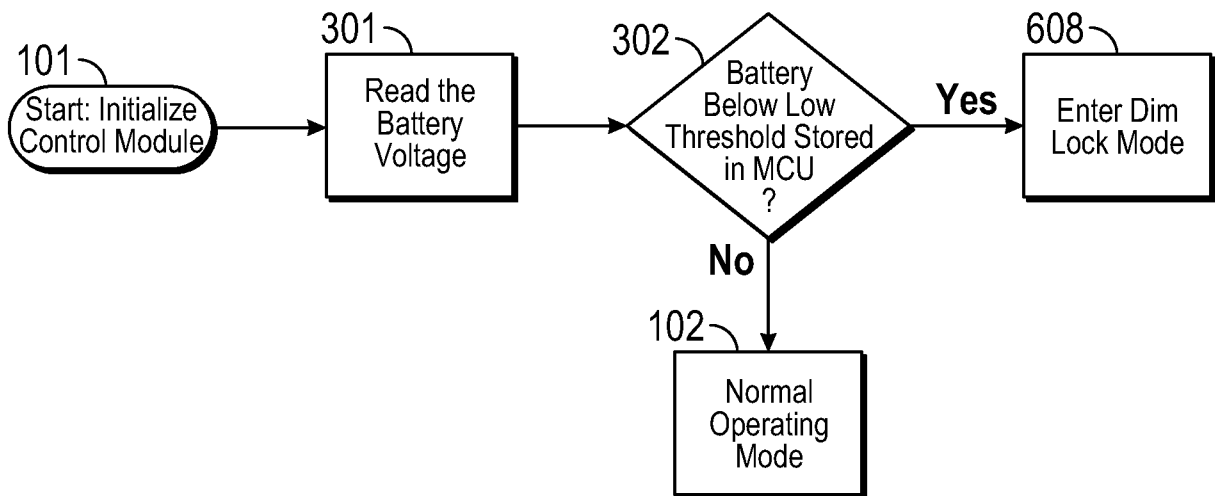 101
Start: Initialize
Control Module
301
Read the
Battery
Voltage
302
Battery
Below Low
Threshold Stored
in MCU
?
Yes
608
Enter Dim
Lock Mode
No
102
Normal
Operating
Mode